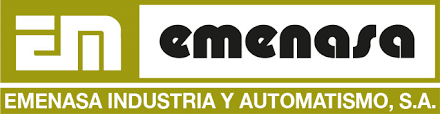 EM emenasa
EMENASA INDUSTRIA Y AUTOMATISMO, S.A.